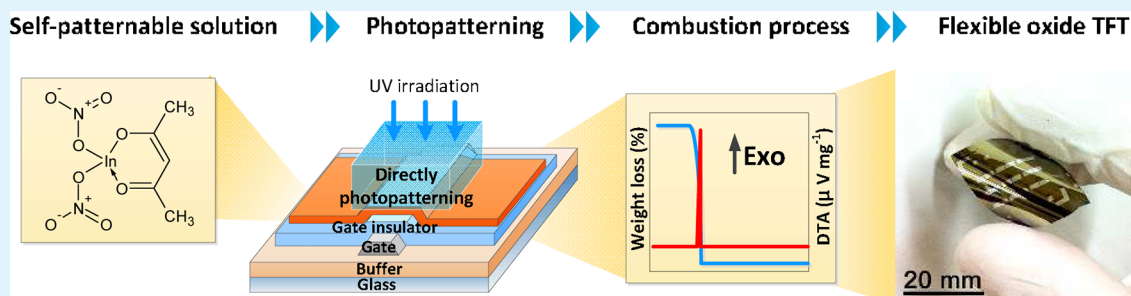 Self-patternable solution
Photopatterning
Combustion process
Flexible oxide TFT
O-
N+
O
CH3
O
O
In
O
O
N+
O-
O
CH3
UV irradiation
Directly
photopatterning
Gate insulator
Gate
Buffer
Glass
Weight loss (%)
Exo
DTA (μ V mg⁻¹)
20 mm